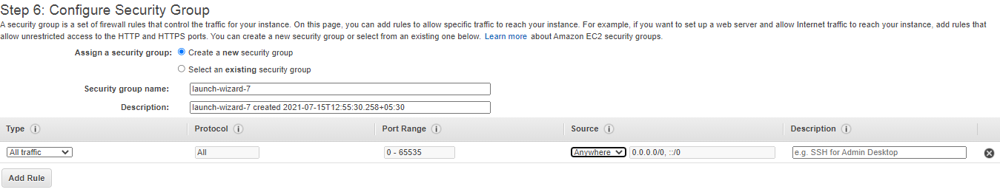 Step 6: Configure Security Group
A security group is a set of firewall rules that control the traffic for your instance. On this page, you can add rules to allow specific traffic to reach your instance. For example, if you want to set up a web server and allow Internet traffic to reach your instance, add rules that
allow unrestricted access to the HTTP and HTTPS ports. You can create a new security group or select from an existing one below. Learn more about Amazon EC2 security groups.
Assign a security group: Create a new security group
Select an existing security group
Security group name: launch-wizard-7
Description: launch-wizard-7 created 2021-07-15T12:55:30.258+05:30
Type i Protocol i Port Range i Source i Description i
All traffic All 0 - 65535 Anywhere 0.0.0.0/0, ::/0 e.g. SSH for Admin Desktop
Add Rule